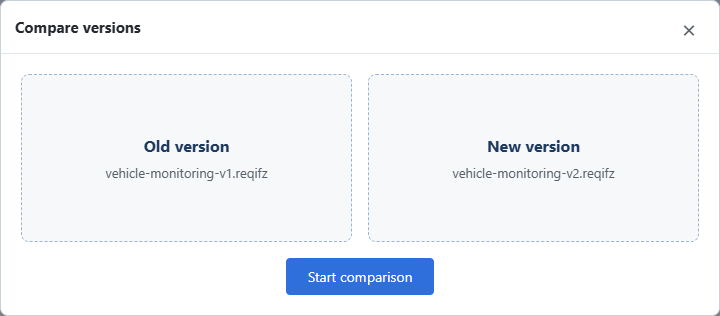 Compare versions
Old version
vehicle-monitoring-v1.reqifz
New version
vehicle-monitoring-v2.reqifz
Start comparison